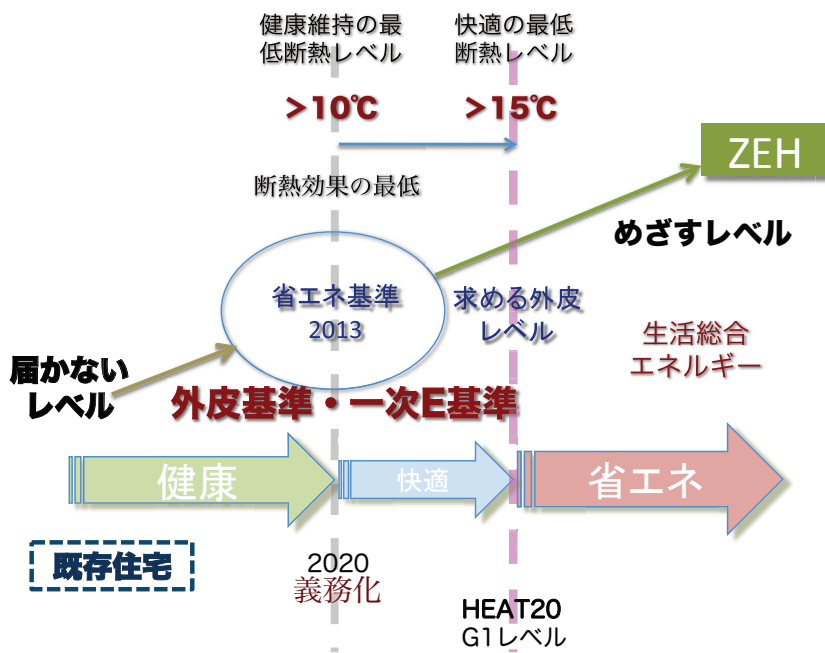 健康維持の最
低断熱レベル
快適の最低
断熱レベル
>10℃
>15℃
ZEH
断熱効果の最低
めざすレベル
省エネ基準
2013
求める外皮
レベル
生活総合
エネルギー
届かない
レベル
外皮基準・一次E基準
健康
快適
省エネ
既存住宅
2020
義務化
HEAT20
G1レベル